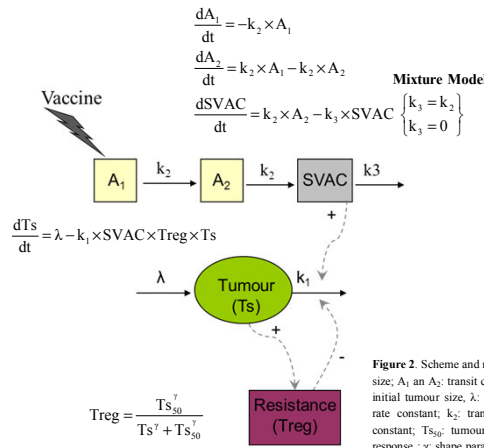 dA₁/dt = −k₂ × A₁
dA₂/dt = k₂ × A₁ − k₂ × A₂
Mixture Model
dSVAC/dt = k₂ × A₂ − k₃ × SVAC { k₃ = k₂
k₃ = 0 }
Vaccine
A₁ k₂ A₂ k₂ SVAC k3
+
dTs/dt = λ − k₁ × SVAC × Treg × Ts
λ Tumour (Ts) k₁
+
-
Resistance
(Treg)
Treg = Ts₅₀^γ / (Ts^γ + Ts₅₀^γ)
Figure 2. Scheme and
size; A₁ an A₂: transit
initial tumour size, λ:
rate constant; k₂:
constant; Ts₅₀:
response ; γ: shape